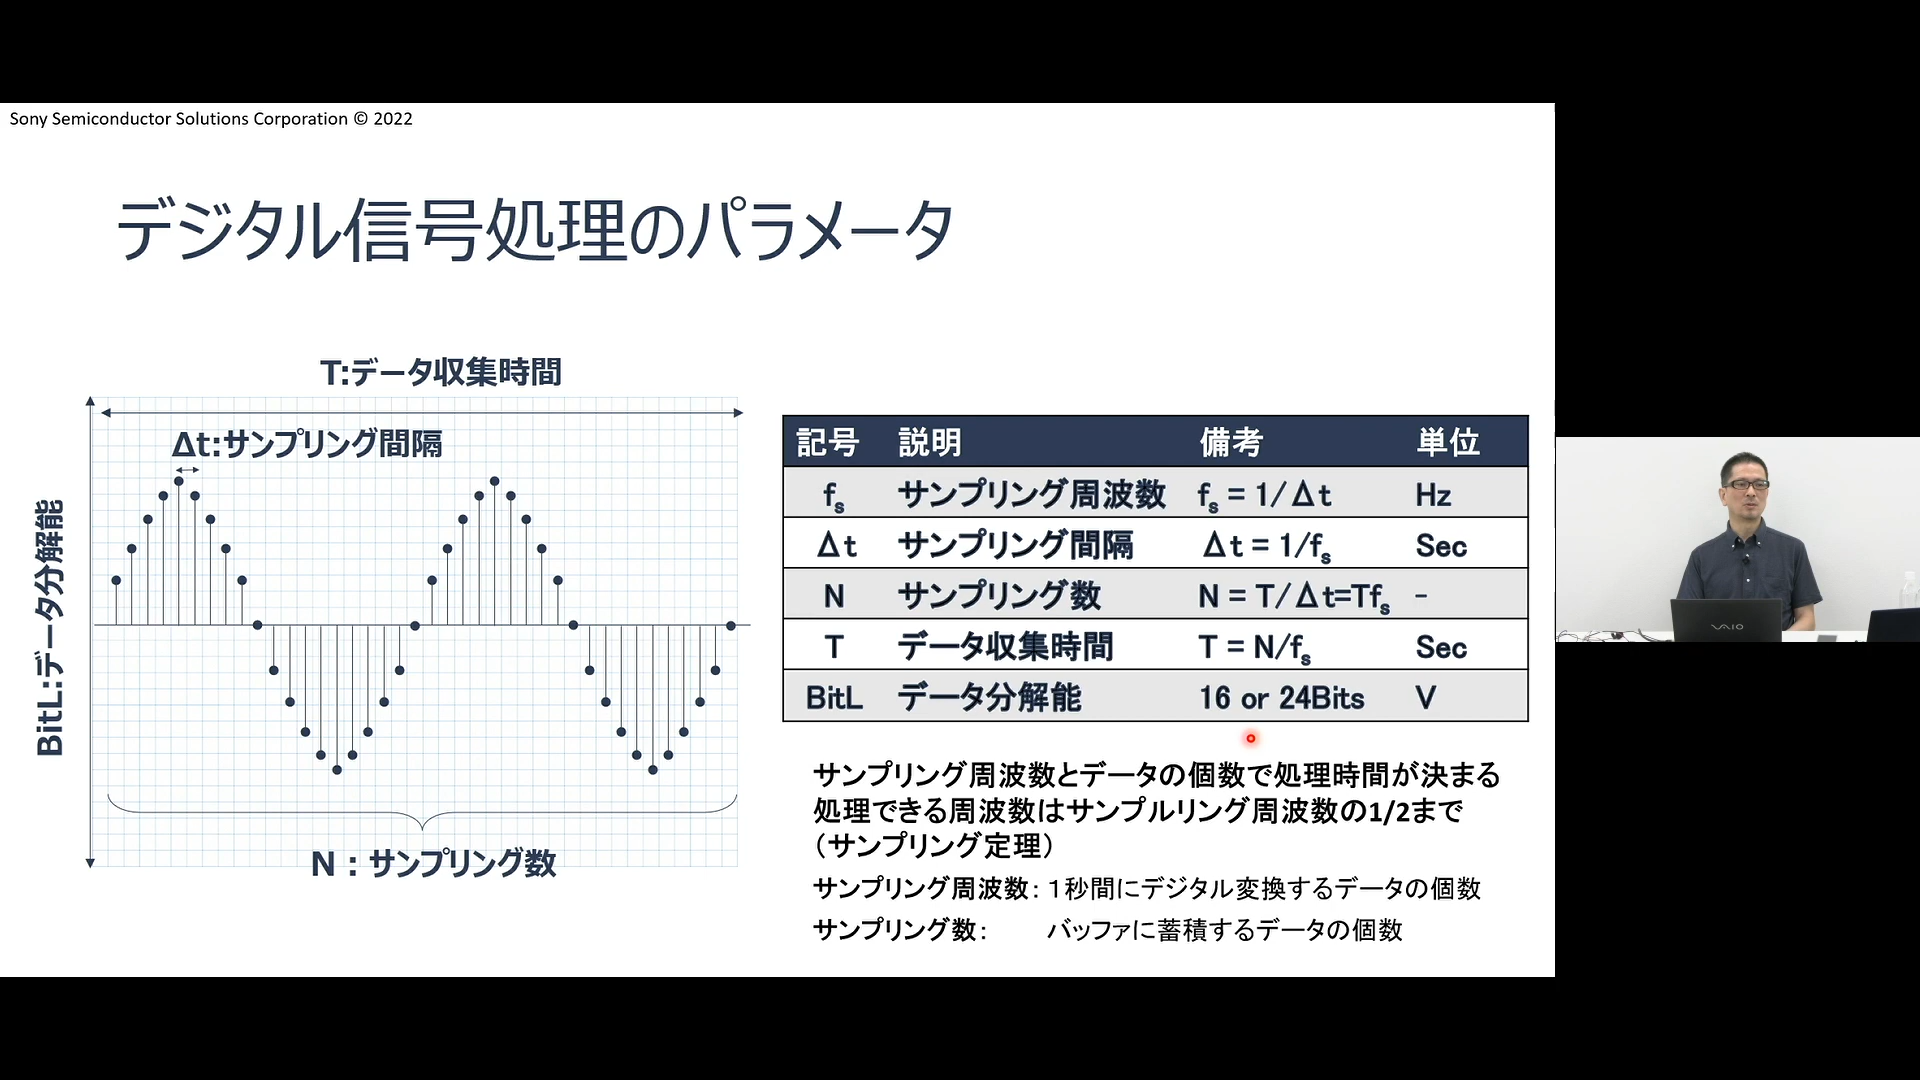 Sony Semiconductor Solutions Corporation © 2022
デジタル信号処理のパラメータ
T:データ収集時間
Δt:サンプリング間隔
BitL:データ分解能
N：サンプリング数
記号 説明 備考 単位
fs サンプリング周波数 fs = 1/Δt Hz
Δt サンプリング間隔 Δt = 1/fs Sec
N サンプリング数 N = T/Δt=Tfs -
T データ収集時間 T = N/fs Sec
BitL データ分解能 16 or 24Bits V
サンプリング周波数とデータの個数で処理時間が決まる
処理できる周波数はサンプルリング周波数の1/2まで
（サンプリング定理）
サンプリング周波数：１秒間にデジタル変換するデータの個数
サンプリング数： バッファに蓄積するデータの個数
VAIO